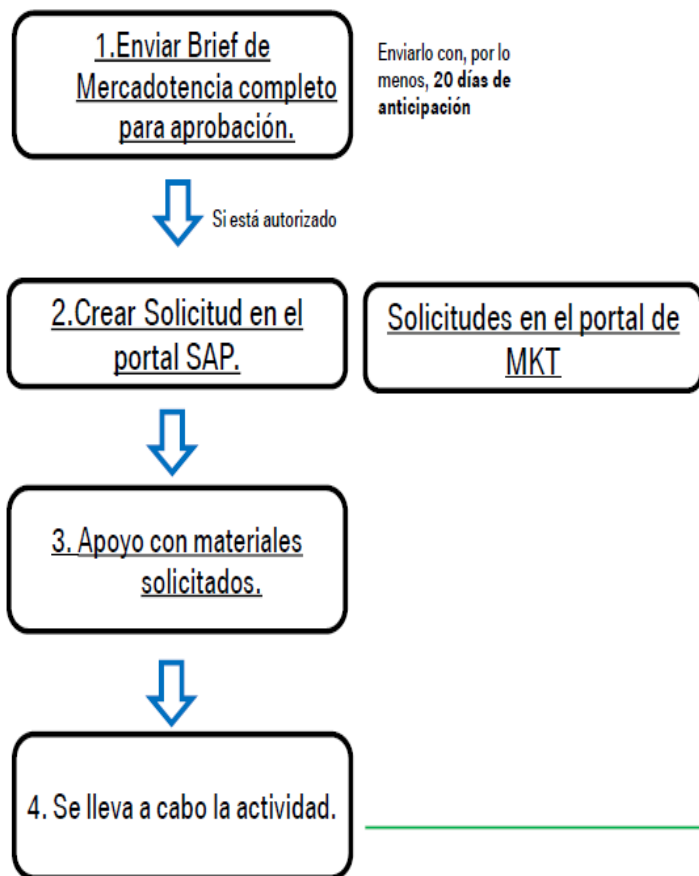 1.Enviar Brief de
Mercadotencia completo
para aprobación.
Enviarlo con, por lo
menos, 20 días de
anticipación
Si está autorizado
2.Crear Solicitud en el
portal SAP.
Solicitudes en el portal de
MKT
3. Apoyo con materiales
solicitados.
4. Se lleva a cabo la actividad.